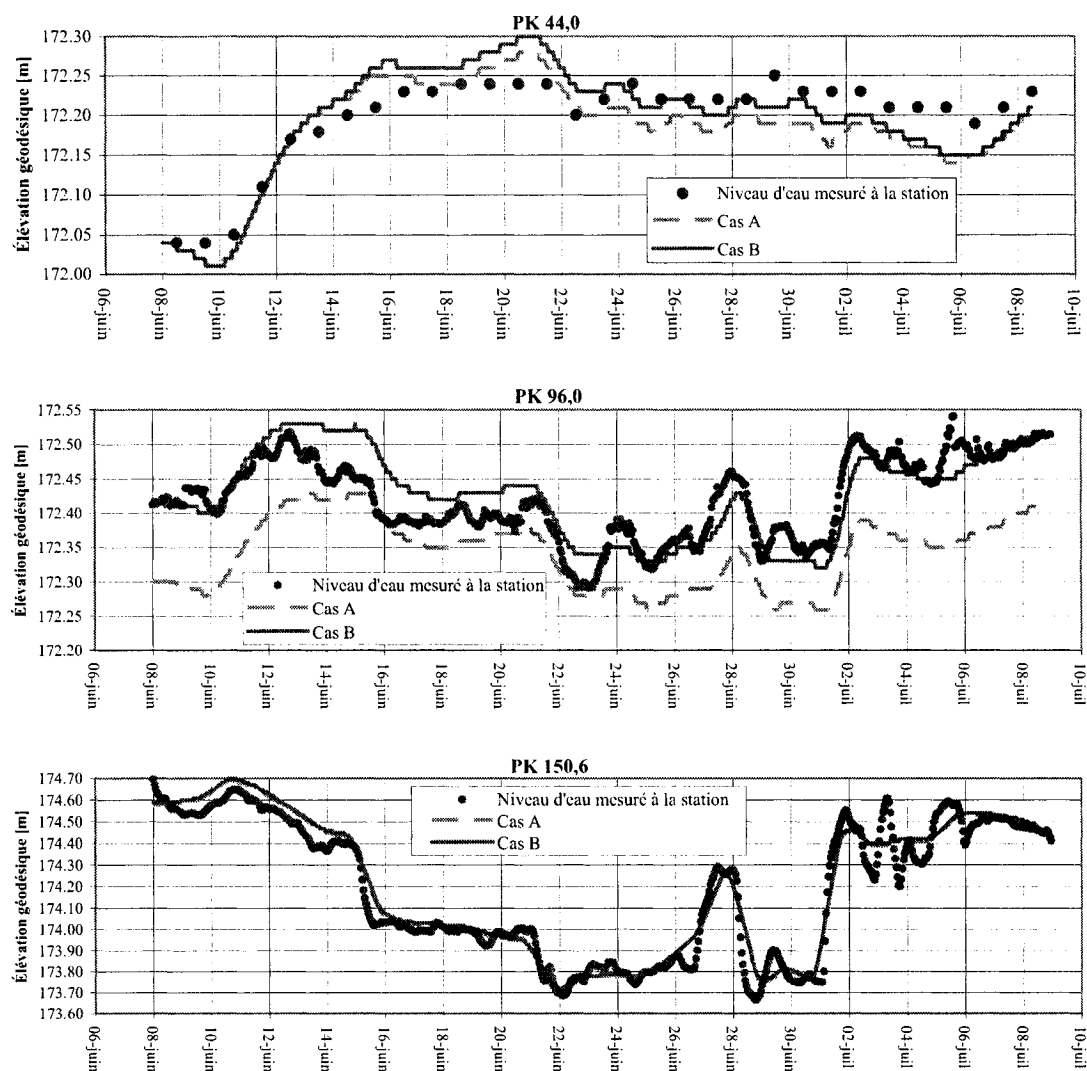 PK 44,0
Élévation géodésique [m]
172.30
172.25
172.20
172.15
172.10
172.05
172.00
Niveau d'eau mesuré à la station
Cas A
Cas B
06-juin
08-juin
10-juin
12-juin
14-juin
16-juin
18-juin
20-juin
22-juin
24-juin
26-juin
28-juin
30-juin
02-juil
04-juil
06-juil
08-juil
10-juil
PK 96,0
Élévation géodésique [m]
172.55
172.50
172.45
172.40
172.35
172.30
172.25
172.20
Niveau d'eau mesuré à la station
Cas A
Cas B
06-juin
08-juin
10-juin
12-juin
14-juin
16-juin
18-juin
20-juin
22-juin
24-juin
26-juin
28-juin
30-juin
02-juil
04-juil
06-juil
08-juil
10-juil
PK 150,6
Élévation géodésique [m]
174.70
174.60
174.50
174.40
174.30
174.20
174.10
174.00
173.90
173.80
173.70
173.60
Niveau d'eau mesuré à la station
Cas A
Cas B
06-juin
08-juin
10-juin
12-juin
14-juin
16-juin
18-juin
20-juin
22-juin
24-juin
26-juin
28-juin
30-juin
02-juil
04-juil
06-juil
08-juil
10-juil